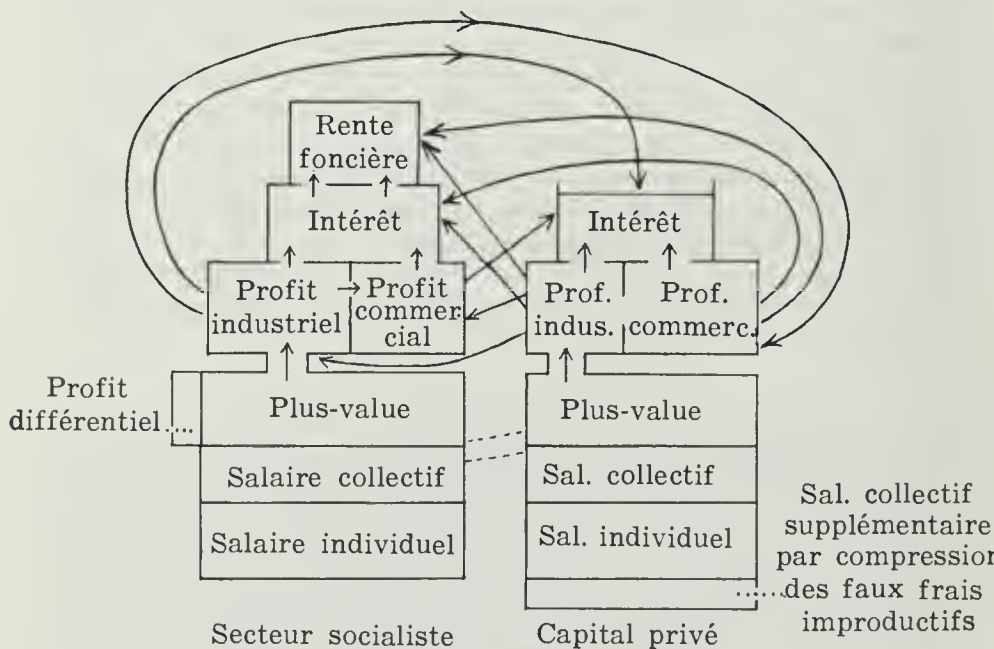 Rente
foncière
Intérêt
Profit
industriel
Profit
commer-
cial
Intérêt
Prof.
indus.
Prof.
commerc.
Profit
différentiel
Plus-value
Salaire collectif
Salaire individuel
Plus-value
Sal. collectif
Sal. individuel
Sal. collectif
supplémentaire
par compression
des faux frais
improductifs
Secteur socialiste
Capital privé